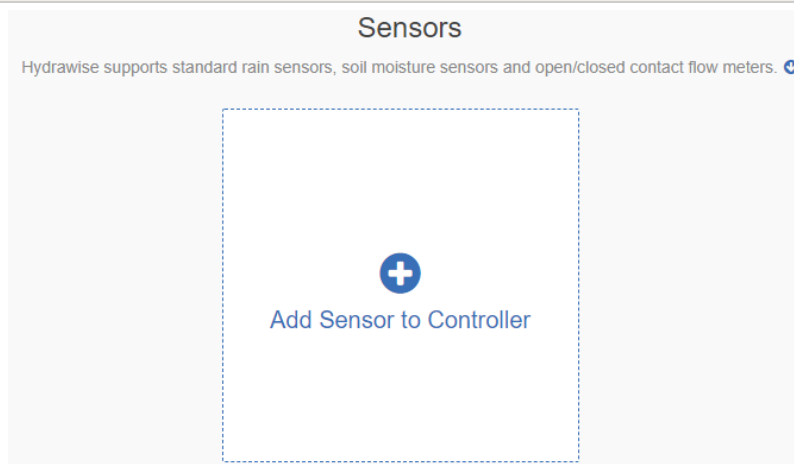 Sensors
Hydrawise supports standard rain sensors, soil moisture sensors and open/closed contact flow meters.
Add Sensor to Controller